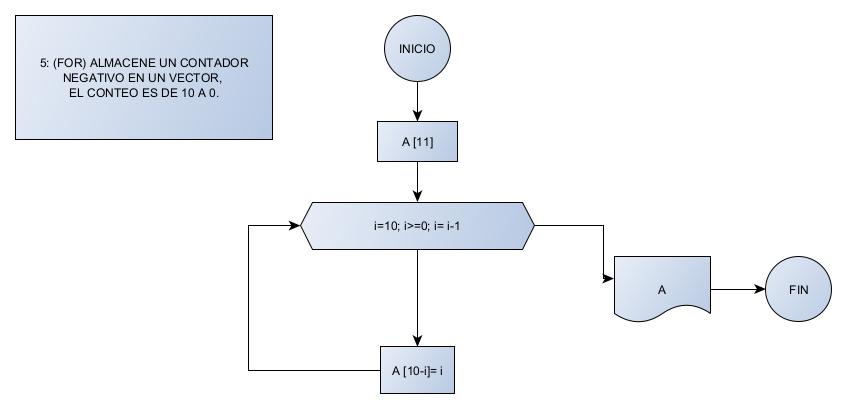 5: (FOR) ALMACENE UN CONTADOR
NEGATIVO EN UN VECTOR,
EL CONTEO ES DE 10 A 0.
INICIO
A [11]
i=10; i>=0; i= i-1
A
FIN
A [10-i]= i